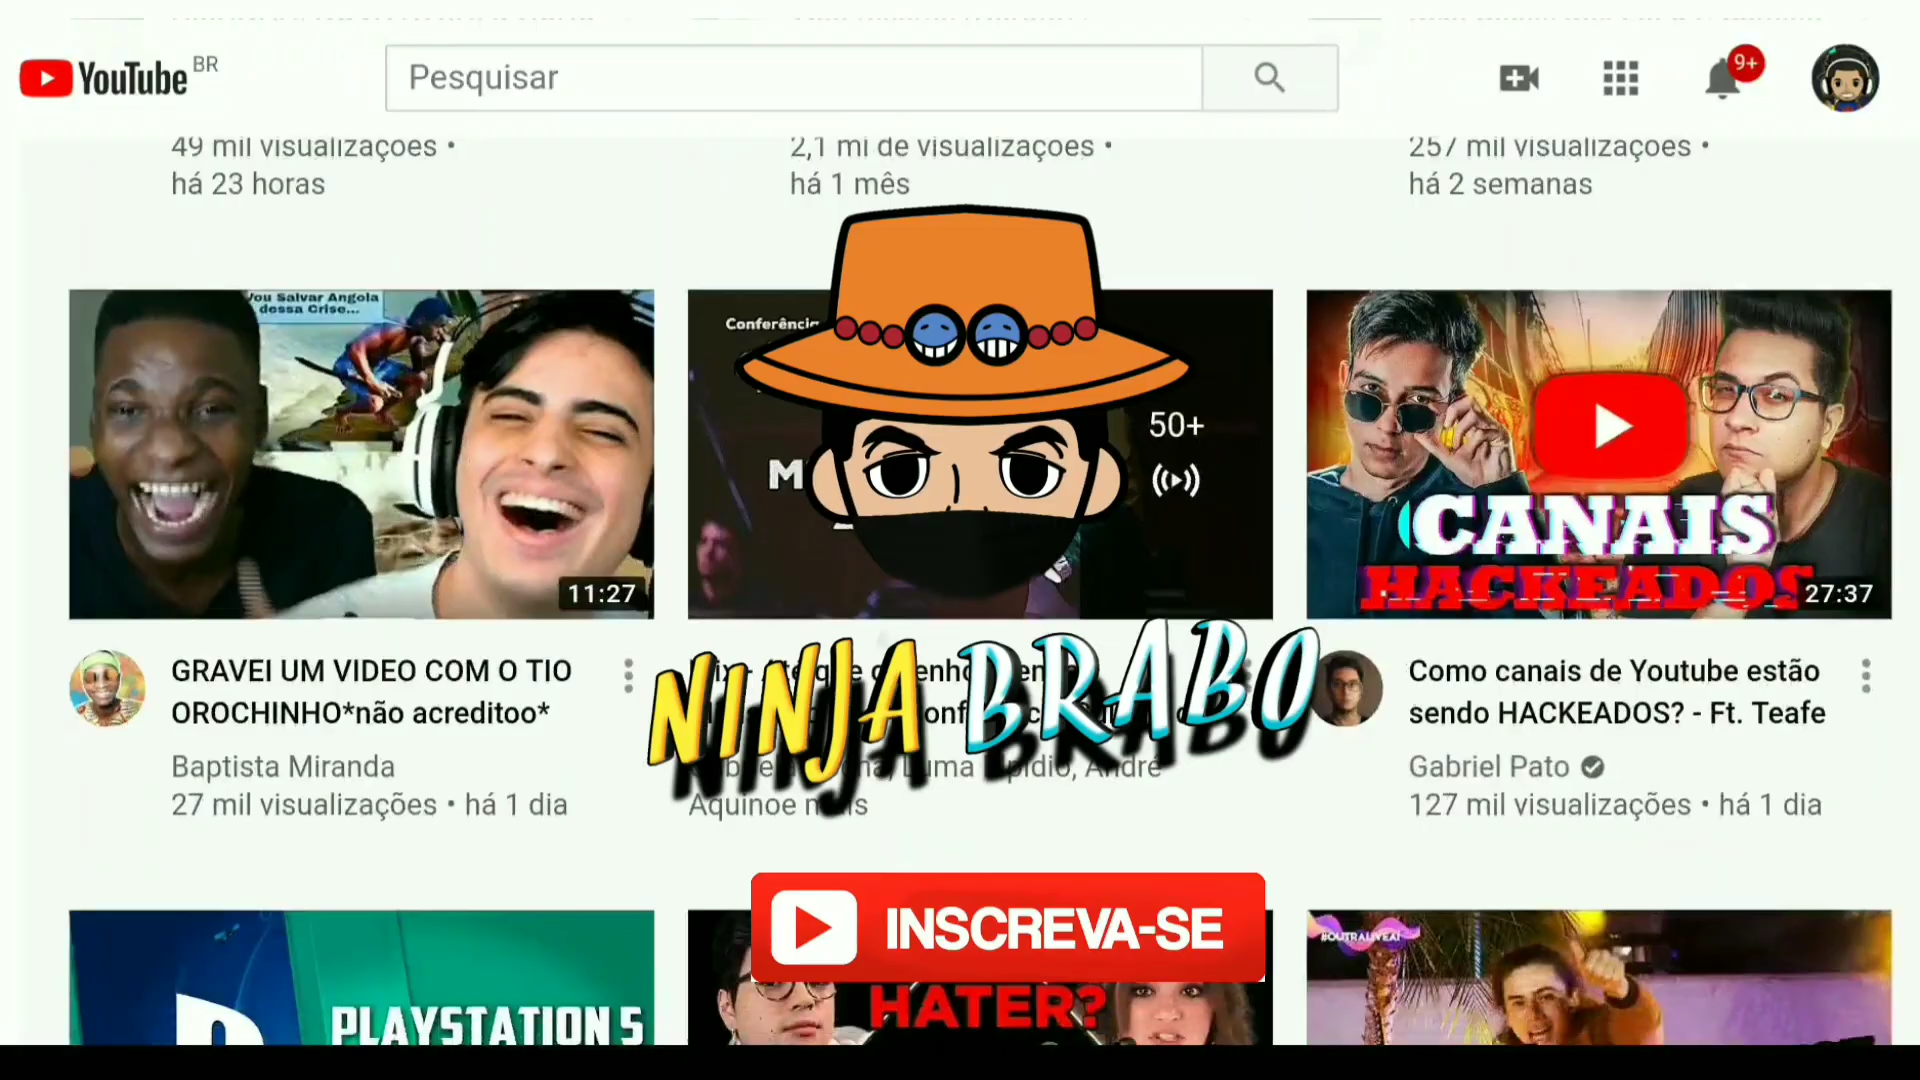 YouTube BR
Pesquisar
9+
49 mil visualizações •
há 23 horas
2,1 mi de visualizações •
há 1 mês
257 mil visualizações •
há 2 semanas
Vou Salvar Angola
dessa Crise...
11:27
Conferência
50+
CANAIS
HACKEADOS
27:37
GRAVEI UM VIDEO COM O TIO
OROCHINHO*não acreditoo*
Baptista Miranda
27 mil visualizações • há 1 dia
NINJA BRABO
Aquinoe mais
Como canais de Youtube estão
sendo HACKEADOS? - Ft. Teafe
Gabriel Pato
127 mil visualizações • há 1 dia
INSCREVA-SE
PLAYSTATION 5
HATER?
#OUTRALIVEAI